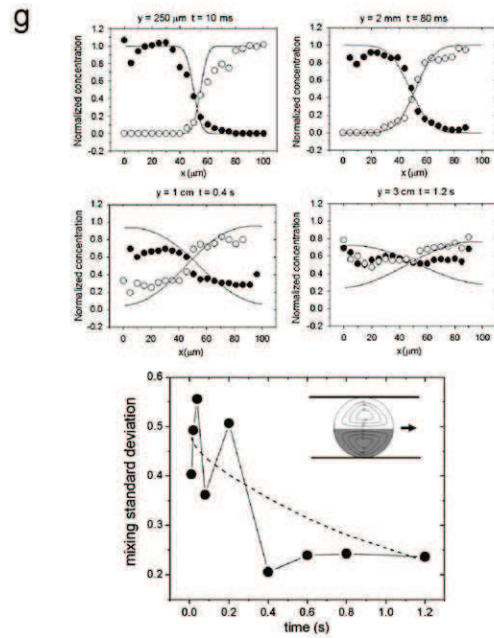 g
y = 250 µm t = 10 ms
Normalized concentration
1.2
1.0
0.8
0.6
0.4
0.2
0.0
-0.2
0 20 40 60 80 100
x(µm)
y = 2 mm t = 80 ms
Normalized concentration
1.2
1.0
0.8
0.6
0.4
0.2
0.0
-0.2
0 20 40 60 80 100
x (µm)
y = 1 cm t = 0.4 s
Normalized concentration
1.2
1.0
0.8
0.6
0.4
0.2
0.0
-0.2
0 20 40 60 80 100
x(µm)
y = 3 cm t = 1.2 s
Normalized concentration
1.2
1.0
0.8
0.6
0.4
0.2
0.0
-0.2
0 20 40 60 80 100
x(µm)
mixing standard deviation
0.6
0.5
0.4
0.3
0.2
0.0 0.2 0.4 0.6 0.8 1.0 1.2
time (s)